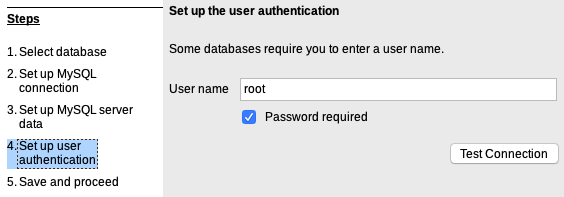 Steps
1. Select database
2. Set up MySQL
connection
3. Set up MySQL server
data
4. Set up user
authentication
5. Save and proceed
Set up the user authentication
Some databases require you to enter a user name.
User name root
Password required
Test Connection